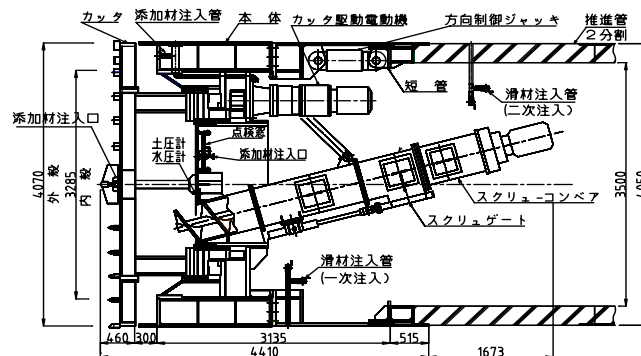 カッタ
添加材注入管
本体
カッタ駆動電動機
方向制御ジャッキ
推進管
2分割
短管
滑材注入管
(二次注入)
添加材注入口
土圧計
水圧計
点検窓
添加材注入口
4070
外殻
3285
内殻
3500
4050
スクリューコンベア
スクリュゲート
滑材注入管
(一次注入)
460
300
3135
515
4410
1673